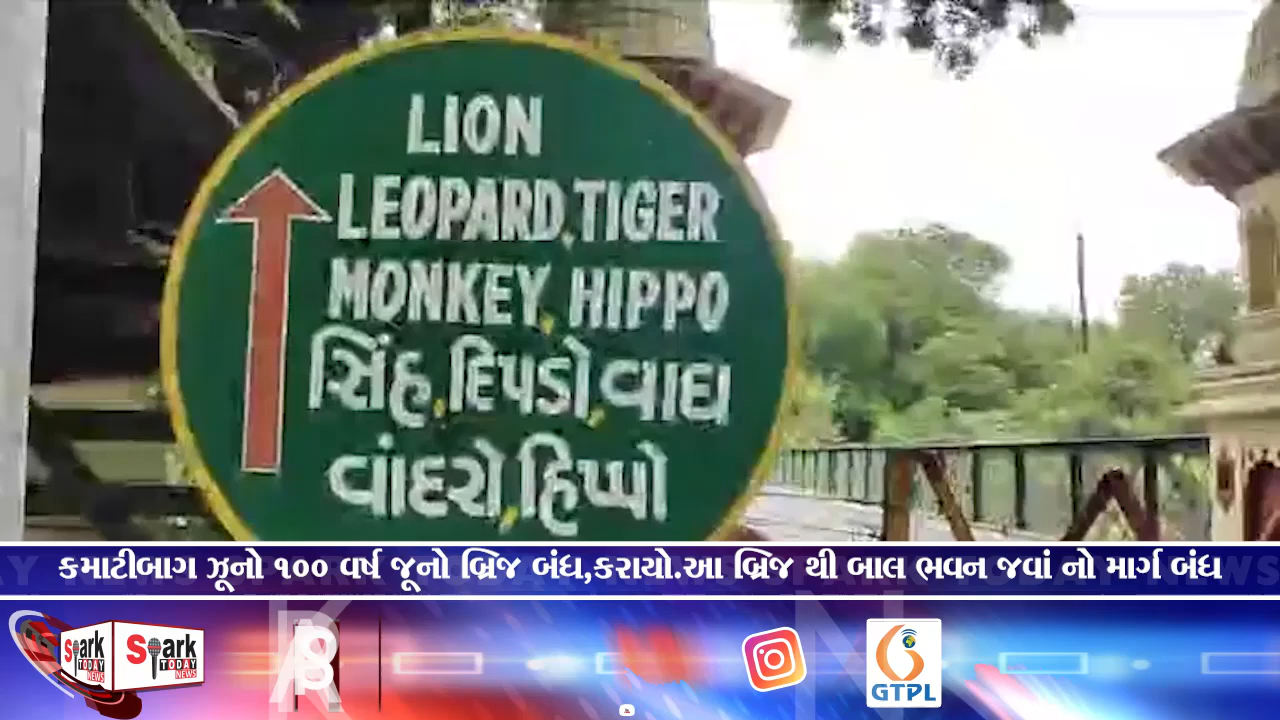 LION
LEOPARD,TIGER
MONKEY, HIPPO
સિંહ,દિપડો,વાઘ
વાંદરો,હિપ્પો
કમાટીબાગ ઝૂનો ૧૦૦ વર્ષ જૂનો બ્રિજ બંધ,કરાયો.આ બ્રિજ થી બાલ ભવન જવાં નો માર્ગ બંધ
Spark
TODAY
NEWS
Spark
TODAY
NEWS
GTPL